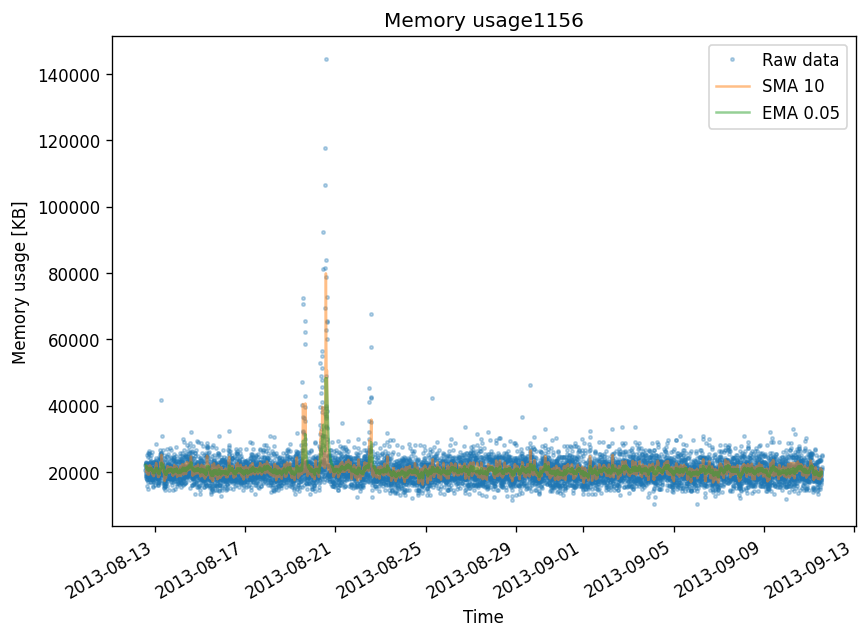 Memory usage1156
Raw data
SMA 10
EMA 0.05
Memory usage [KB]
140000
120000
100000
80000
60000
40000
20000
2013-08-13
2013-08-17
2013-08-21
2013-08-25
2013-08-29
2013-09-01
2013-09-05
2013-09-09
2013-09-13
Time